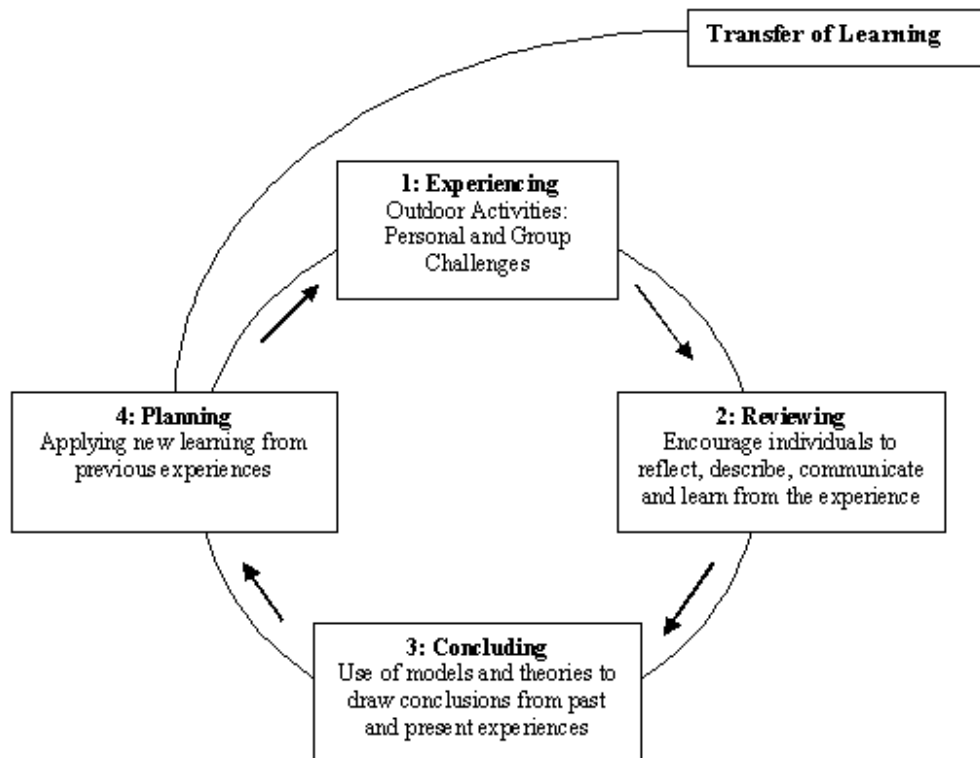 Transfer of Learning
1: Experiencing
Outdoor Activities:
Personal and Group
Challenges
2: Reviewing
Encourage individuals to
reflect, describe, communicate
and learn from the experience
3: Concluding
Use of models and theories to
draw conclusions from past
and present experiences
4: Planning
Applying new learning from
previous experiences